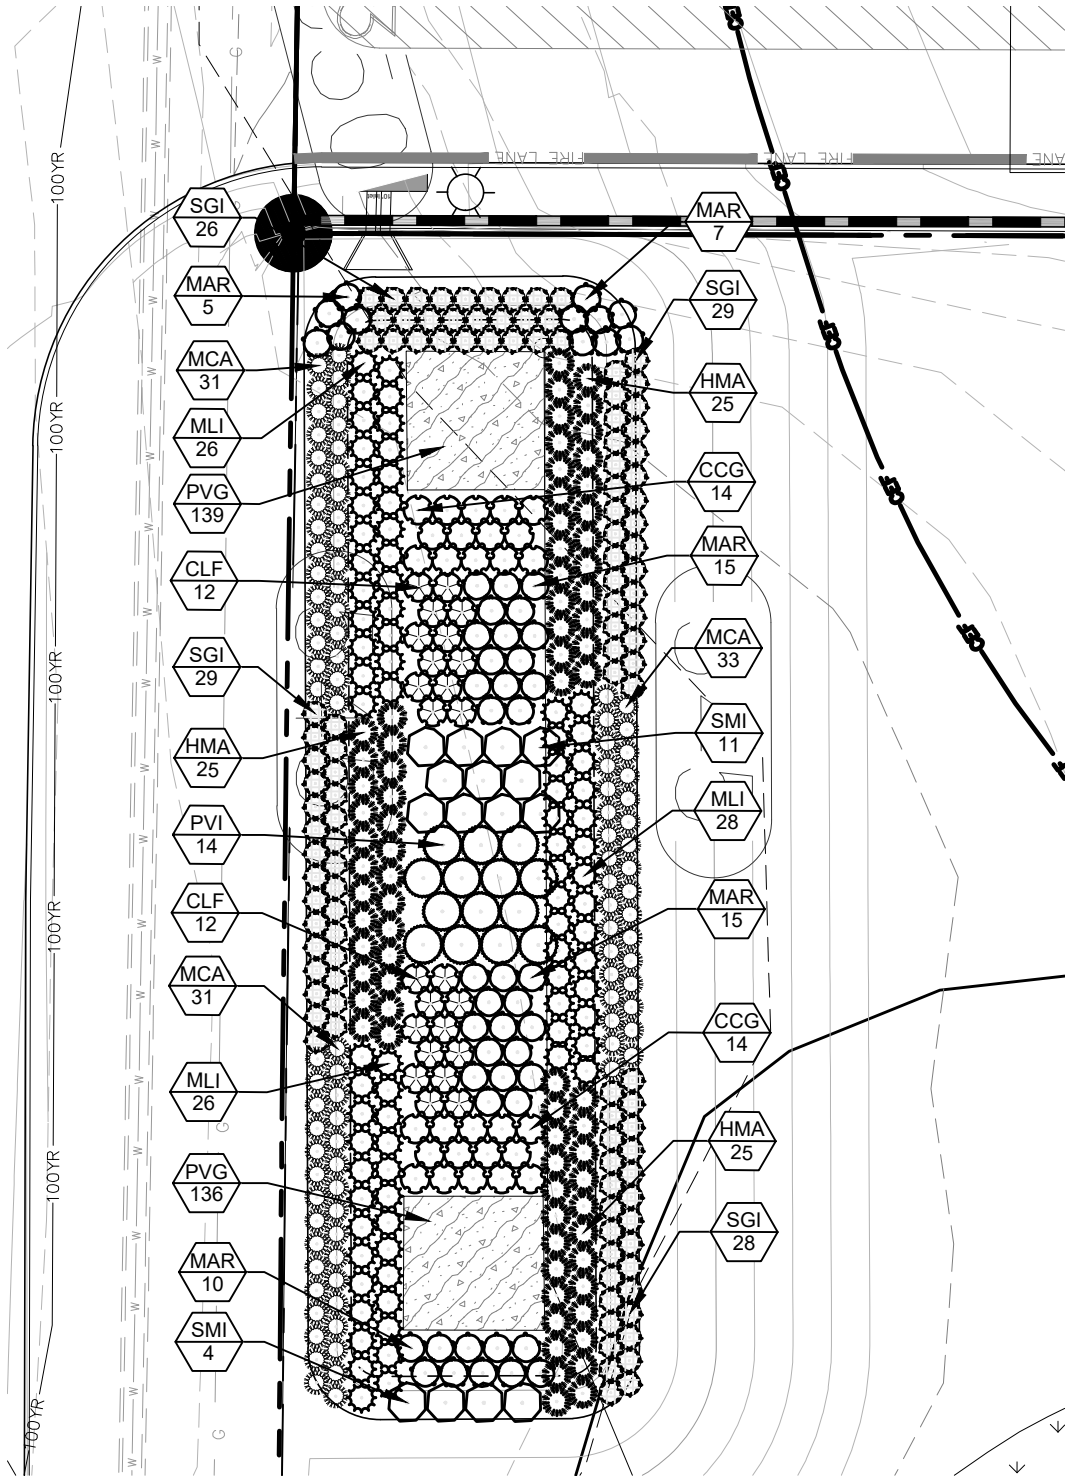 FIRE LANE
FIRE LANE
LANE
100YR
W
W
G
SGI
26
MAR
7
MAR
5
SGI
29
MCA
31
HMA
25
MLI
26
100YR
PVG
139
CCG
14
CLF
12
MAR
15
SGI
29
MCA
33
100YR
HMA
25
SMI
11
PVI
14
MLI
28
CLF
12
MAR
15
100YR
MCA
31
CCG
14
MLI
26
G
HMA
25
100YR
PVG
136
SGI
28
MAR
10
SMI
4
100YR
G